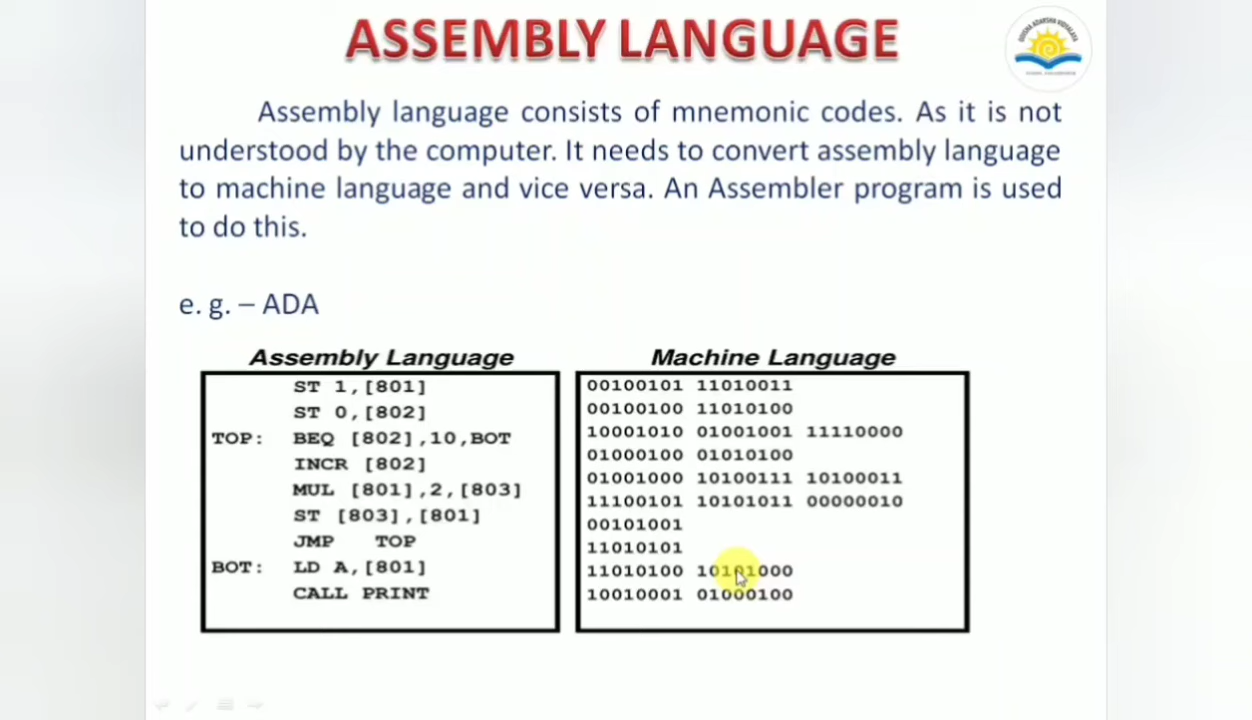 ASSEMBLY LANGUAGE
Assembly language consists of mnemonic codes. As it is not
understood by the computer. It needs to convert assembly language
to machine language and vice versa. An Assembler program is used
to do this.
e. g. – ADA
Assembly Language
ST 1,[801]
ST 0,[802]
TOP: BEQ [802],10,BOT
INCR [802]
MUL [801],2,[803]
ST [803],[801]
JMP TOP
BOT: LD A,[801]
CALL PRINT
Machine Language
00100101 11010011
00100100 11010100
10001010 01001001 11110000
01000100 01010100
01001000 10100111 10100011
11100101 10101011 00000010
00101001
11010101
11010100 10101000
10010001 01000100